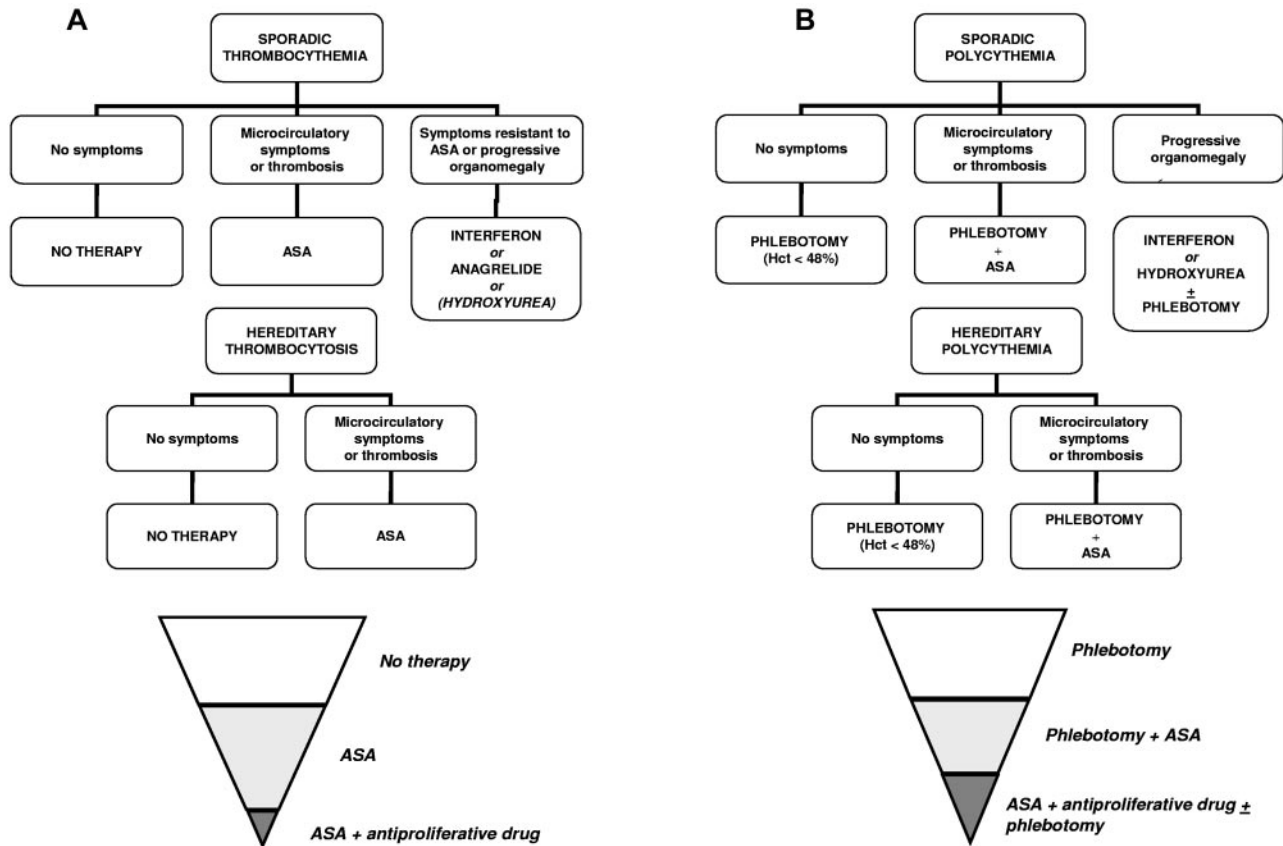 A
SPORADIC
THROMBOCYTHEMIA
No symptoms
Microcirculatory
symptoms
or thrombosis
Symptoms resistant to
ASA or progressive
organomegaly
NO THERAPY
ASA
INTERFERON
or
ANAGRELIDE
or
(HYDROXYUREA)
HEREDITARY
THROMBOCYTOSIS
No symptoms
Microcirculatory
symptoms
or thrombosis
NO THERAPY
ASA
No therapy
ASA
ASA + antiproliferative drug
B
SPORADIC
POLYCYTHEMIA
No symptoms
Microcirculatory
symptoms
or thrombosis
Progressive
organomegaly
PHLEBOTOMY
(Hct < 48%)
PHLEBOTOMY
+
ASA
INTERFERON
or
HYDROXYUREA
±
PHLEBOTOMY
HEREDITARY
POLYCYTHEMIA
No symptoms
Microcirculatory
symptoms
or thrombosis
PHLEBOTOMY
(Hct < 48%)
PHLEBOTOMY
+
ASA
Phlebotomy
Phlebotomy + ASA
ASA + antiproliferative drug ±
phlebotomy